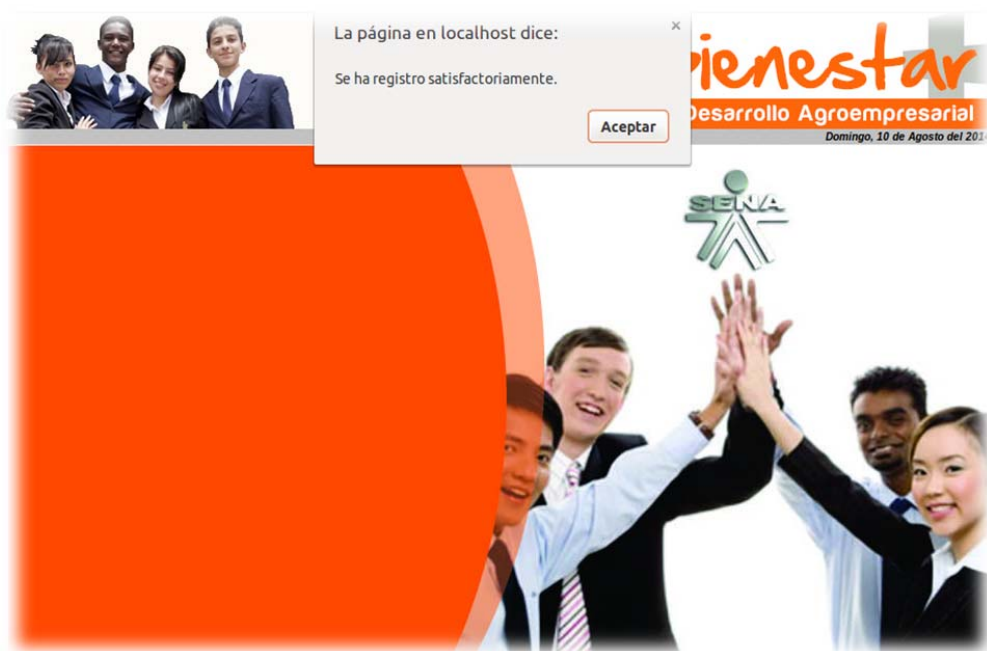 La página en localhost dice:
×
Se ha registro satisfactoriamente.
Aceptar
ienestar
Desarrollo Agroempresarial
Domingo, 10 de Agosto del 201
SENA